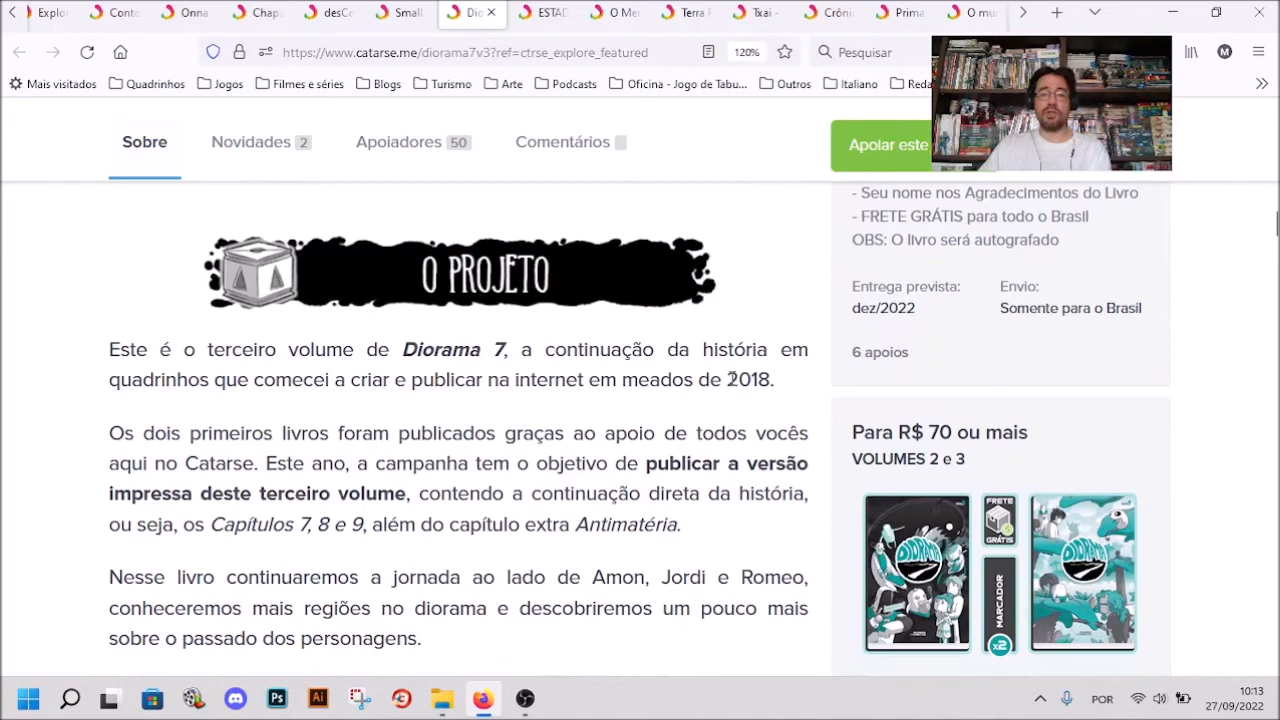 Explo
Conte
Onna
Chapa
desCo
Small
Dio
ESTAD
O Me
Terra
Txai -
Crôni
Prima
O mu
https://www.catarse.me/diorama7v3?ref=ctrse_explore_featured
120%
Pesquisar
M
Mais visitados
Quadrinhos
Jogos
Filmes e série
Blogs
Turismo
Arte
Podcasts
Oficina - Jogo de Tabu...
Outros
Italiano
Reda
Sobre
Novidades 2
Apoiadores 50
Comentários
Apoiar este
- Seu nome nos Agradecimentos do Livro
- FRETE GRÁTIS para todo o Brasil
OBS: O livro será autografado
Entrega prevista:
dez/2022
Envio:
Somente para o Brasil
6 apoios
O PROJETO
Este é o terceiro volume de Diorama 7, a continuação da história em
quadrinhos que comecei a criar e publicar na internet em meados de 2018.
Os dois primeiros livros foram publicados graças ao apoio de todos vocês
aqui no Catarse. Este ano, a campanha tem o objetivo de publicar a versão
impressa deste terceiro volume, contendo a continuação direta da história,
ou seja, os Capítulos 7, 8 e 9, além do capítulo extra Antimatéria.
Nesse livro continuaremos a jornada ao lado de Amon, Jordi e Romeo,
conheceremos mais regiões no diorama e descobriremos um pouco mais
sobre o passado dos personagens.
Para R$ 70 ou mais
VOLUMES 2 e 3
DIORAMA
FRETE
GRÁTIS
MARCADOR
x2
DIORAMA
Ps
Ai
POR
10:13
27/09/2022